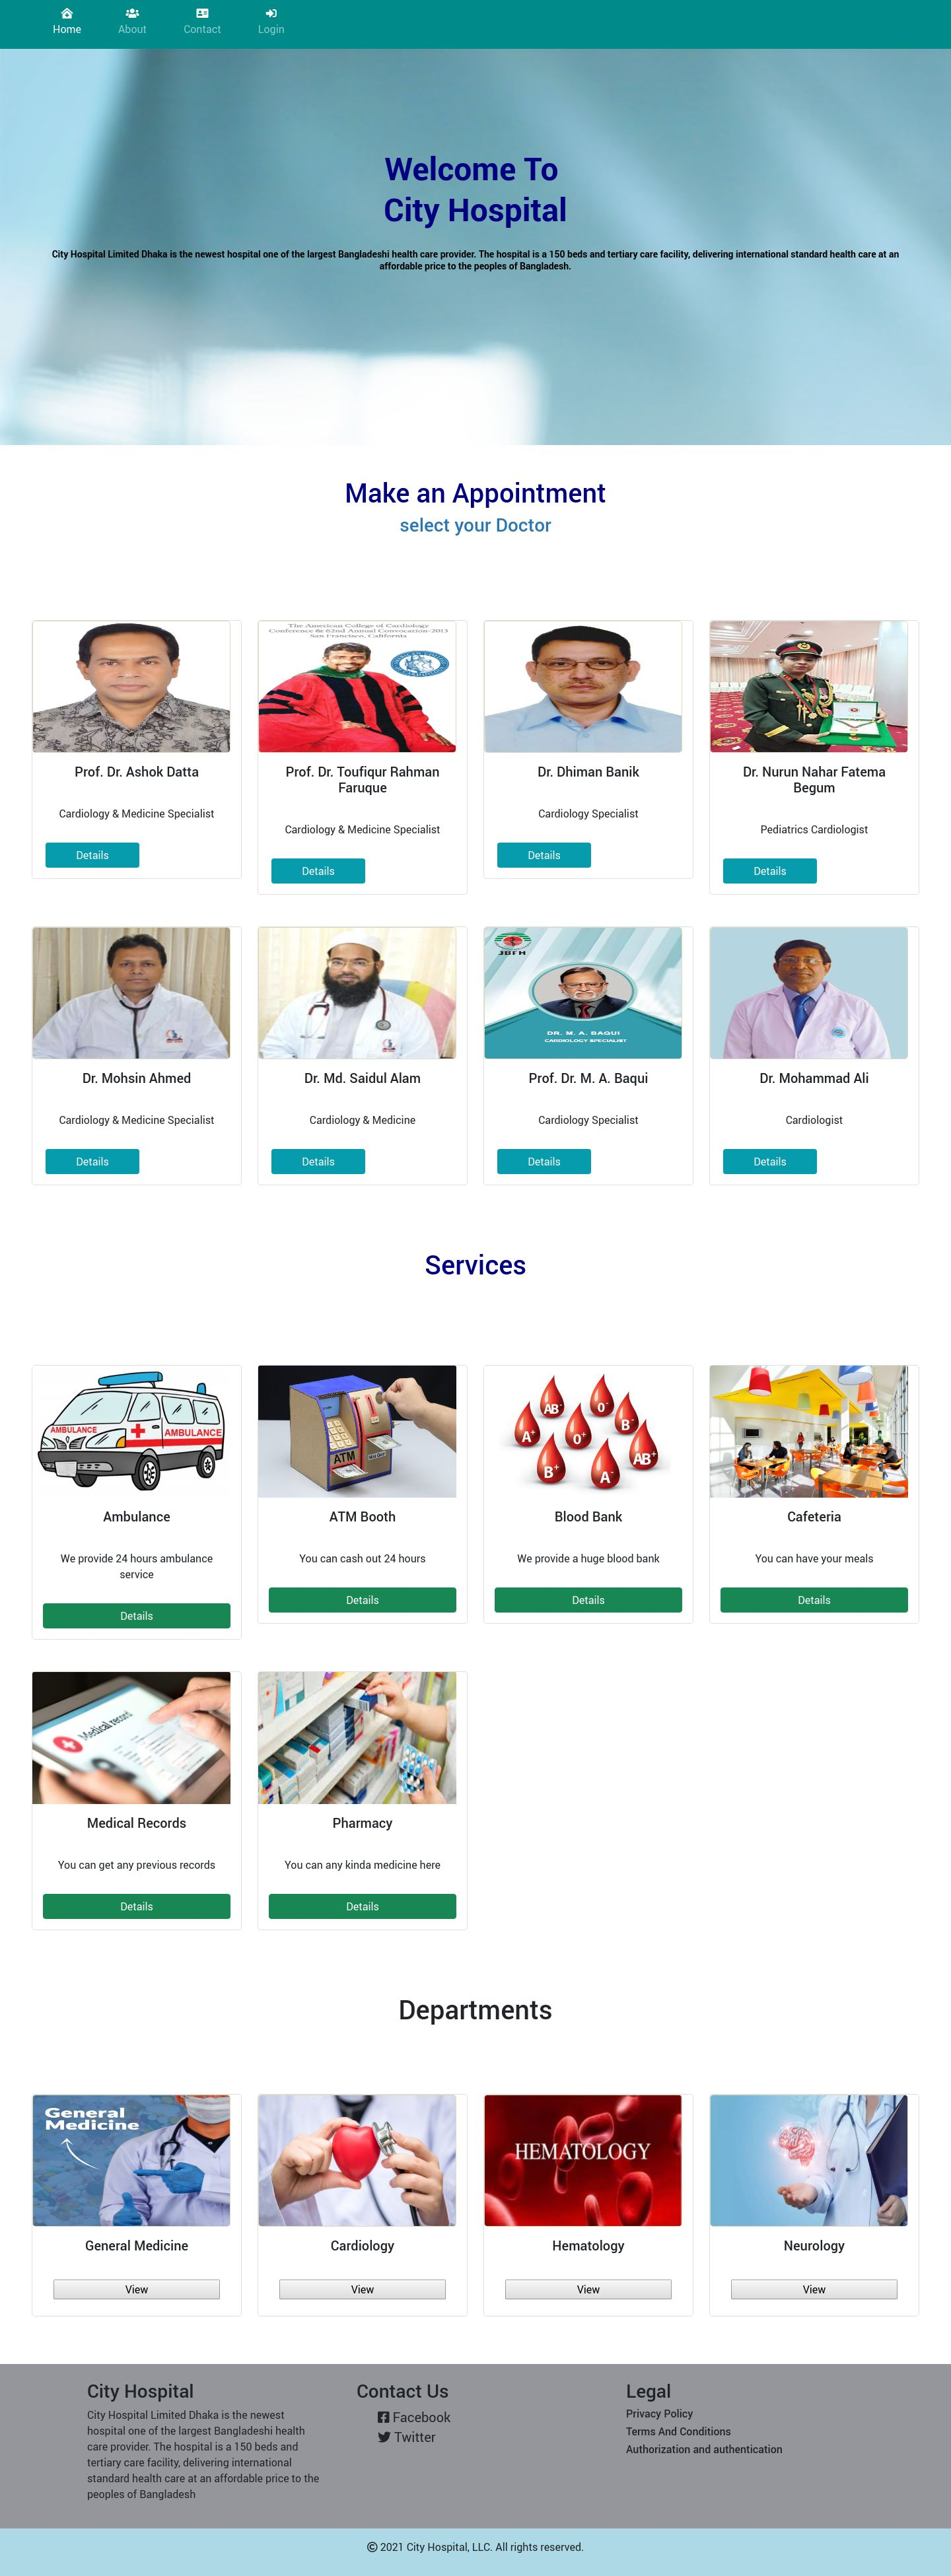 Home
About
Contact
Login
Welcome To
City Hospital
City Hospital Limited Dhaka is the newest hospital one of the largest Bangladeshi health care provider. The hospital is a 150 beds and tertiary care facility, delivering international standard health care at an
affordable price to the peoples of Bangladesh.
Make an Appointment
select your Doctor
The American College of Cardiology
Conference & 62nd Annual Convocation-2013
San Francisco, California
Prof. Dr. Ashok Datta
Cardiology & Medicine Specialist
Details
Prof. Dr. Toufiqur Rahman
Faruque
Cardiology & Medicine Specialist
Details
Dr. Dhiman Banik
Cardiology Specialist
Details
Dr. Nurun Nahar Fatema
Begum
Pediatrics Cardiologist
Details
Dr. Mohsin Ahmed
Cardiology & Medicine Specialist
Details
Dr. Md. Saidul Alam
Cardiology & Medicine
Details
JBFH
DR. M. A. BAQUI
CARDIOLOGY SPECIALIST
Prof. Dr. M. A. Baqui
Cardiology Specialist
Details
Dr. Mohammad Ali
Cardiologist
Details
Services
AMBULANCE
AMBULANCE
Ambulance
We provide 24 hours ambulance
service
Details
ATM
ATM Booth
You can cash out 24 hours
Details
AB-
O-
A+
O+
B-
B+
A-
AB+
Blood Bank
We provide a huge blood bank
Details
Cafeteria
You can have your meals
Details
Medical record
Medical Records
You can get any previous records
Details
Pharmacy
You can any kinda medicine here
Details
Departments
General
Medicine
General Medicine
View
Cardiology
View
HEMATOLOGY
Hematology
View
Neurology
View
City Hospital
City Hospital Limited Dhaka is the newest
hospital one of the largest Bangladeshi health
care provider. The hospital is a 150 beds and
tertiary care facility, delivering international
standard health care at an affordable price to the
peoples of Bangladesh
Contact Us
Facebook
Twitter
Legal
Privacy Policy
Terms And Conditions
Authorization and authentication
© 2021 City Hospital, LLC. All rights reserved.